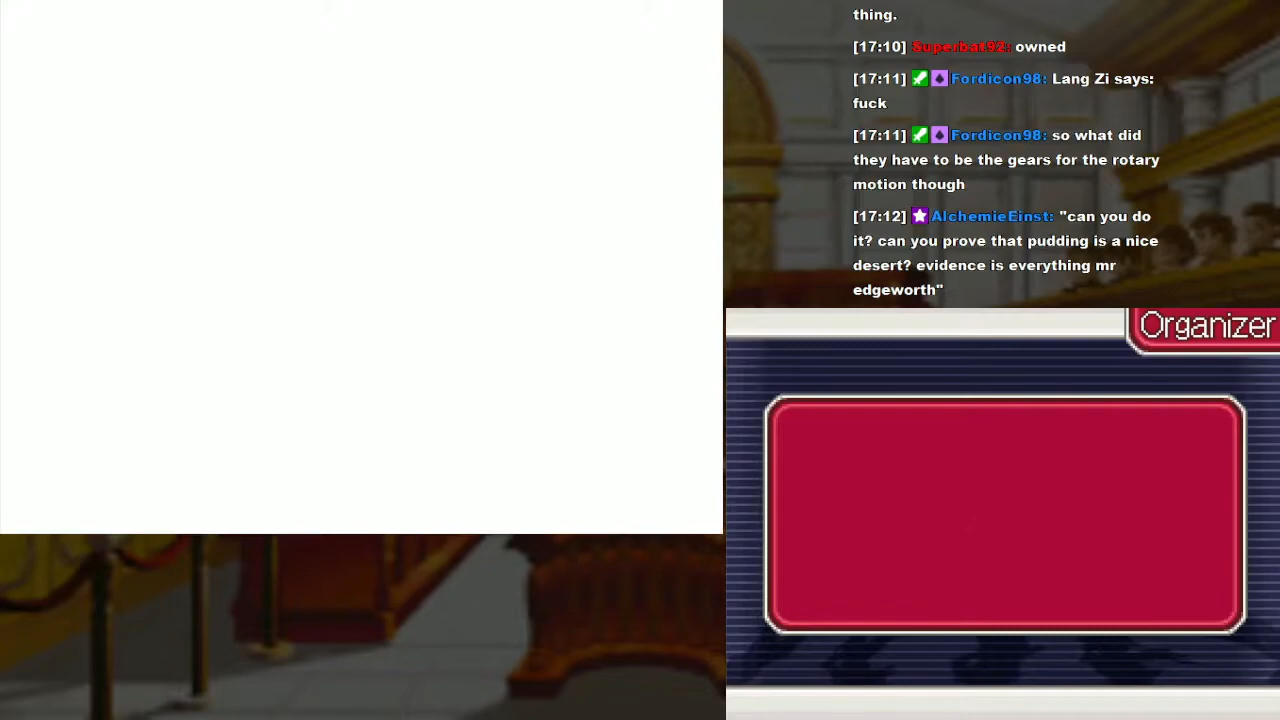 thing.
[17:10] Superbat92: owned
[17:11] Fordicon98: Lang Zi says:
fuck
[17:11] Fordicon98: so what did
they have to be the gears for the rotary
motion though
[17:12] AlchemieEinst: "can you do
it? can you prove that pudding is a nice
desert? evidence is everything mr
edgeworth"
Organizer